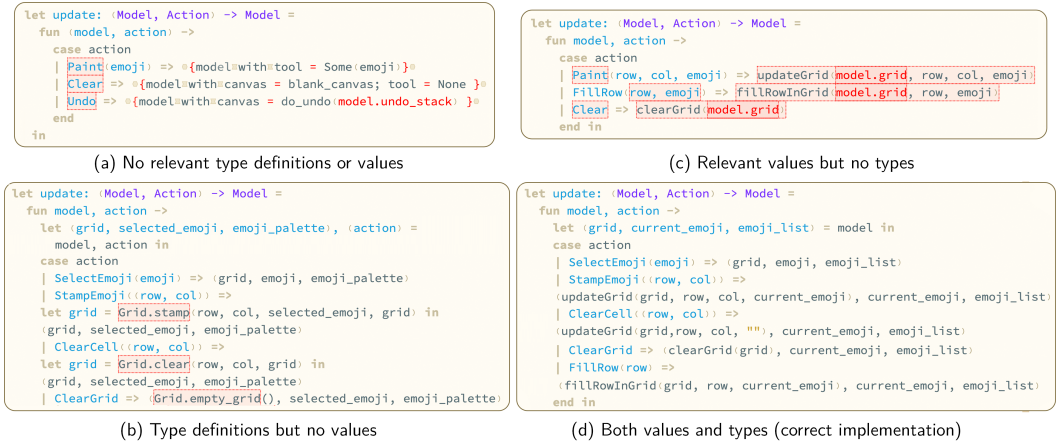 let update: (Model, Action) -> Model =
fun (model, action) ->
case action
| Paint(emoji) => {model with tool = Some(emoji)}
| Clear => {model with canvas = blank_canvas; tool = None }
| Undo => {model with canvas = do_undo(model.undo_stack) }
end
in
(a) No relevant type definitions or values
let update: (Model, Action) -> Model =
fun model, action ->
case action
| Paint(row, col, emoji) => updateGrid(model.grid, row, col, emoji)
| FillRow(row, emoji) => fillRowInGrid(model.grid, row, emoji)
| Clear => clearGrid(model.grid)
end in
(c) Relevant values but no types
let update: (Model, Action) -> Model =
fun model, action ->
let (grid, selected_emoji, emoji_palette), (action) =
model, action in
case action
| SelectEmoji(emoji) => (grid, emoji, emoji_palette)
| StampEmoji((row, col)) =>
let grid = Grid.stamp(row, col, selected_emoji, grid) in
(grid, selected_emoji, emoji_palette)
| ClearCell((row, col)) =>
let grid = Grid.clear(row, col, grid) in
(grid, selected_emoji, emoji_palette)
| ClearGrid => (Grid.empty_grid(), selected_emoji, emoji_palette)
(b) Type definitions but no values
let update: (Model, Action) -> Model =
fun model, action ->
let (grid, current_emoji, emoji_list) = model in
case action
| SelectEmoji(emoji) => (grid, emoji, emoji_list)
| StampEmoji((row, col)) =>
(updateGrid(grid, row, col, current_emoji), current_emoji, emoji_list)
| ClearCell((row, col)) =>
(updateGrid(grid,row, col, ""), current_emoji, emoji_list)
| ClearGrid => (clearGrid(grid), current_emoji, emoji_list)
| FillRow(row) =>
(fillRowInGrid(grid, row, current_emoji), current_emoji, emoji_list)
end in
(d) Both values and types (correct implementation)